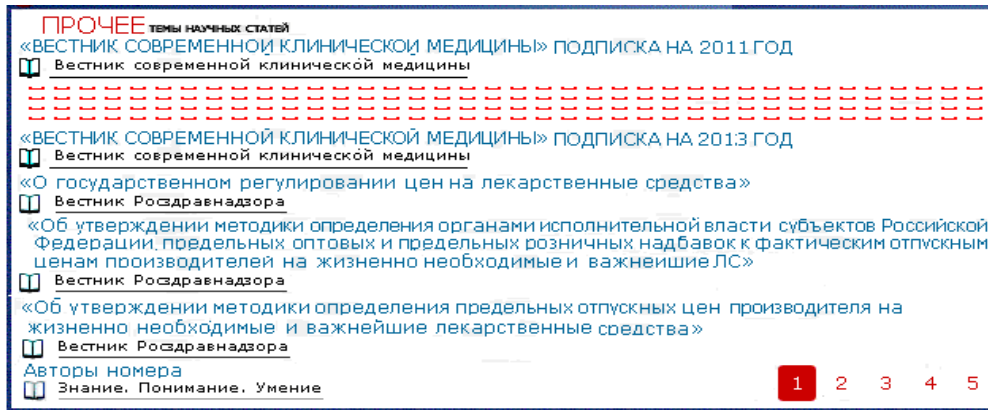 ПРОЧЕЕ ТЕМЫ НАУЧНЫХ СТАТЕЙ
«ВЕСТНИК СОВРЕМЕННОЙ КЛИНИЧЕСКОЙ МЕДИЦИНЫ» ПОДПИСКА НА 2011 ГОД
Вестник современной клинической медицины
«ВЕСТНИК СОВРЕМЕННОЙ КЛИНИЧЕСКОЙ МЕДИЦИНЫ» ПОДПИСКА НА 2013 ГОД
Вестник современной клинической медицины
«О государственном регулировании цен на лекарственные средства»
Вестник Росздравнадзора
«Об утверждении методики определения органами исполнительной власти субъектов Российской
Федерации, предельных оптовых и предельных розничных надбавок к фактическим отпускным
ценам производителей на жизненно необходимые и важнейшие ЛС»
Вестник Росздравнадзора
«Об утверждении методики определения предельных отпускных цен производителя на
жизненно необходимые и важнейшие лекарственные средства»
Вестник Росздравнадзора
Авторы номера
Знание. Понимание. Умение
1 2 3 4 5